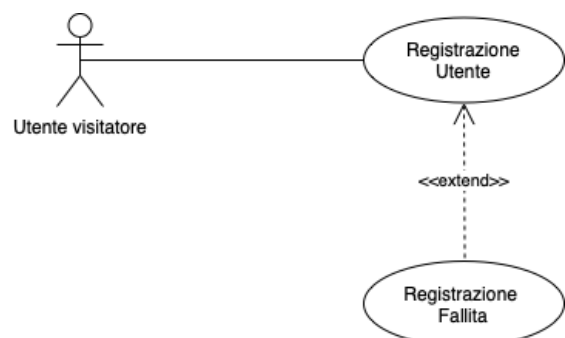 Registrazione
Utente
Utente visitatore
<<extend>>
Registrazione
Fallita